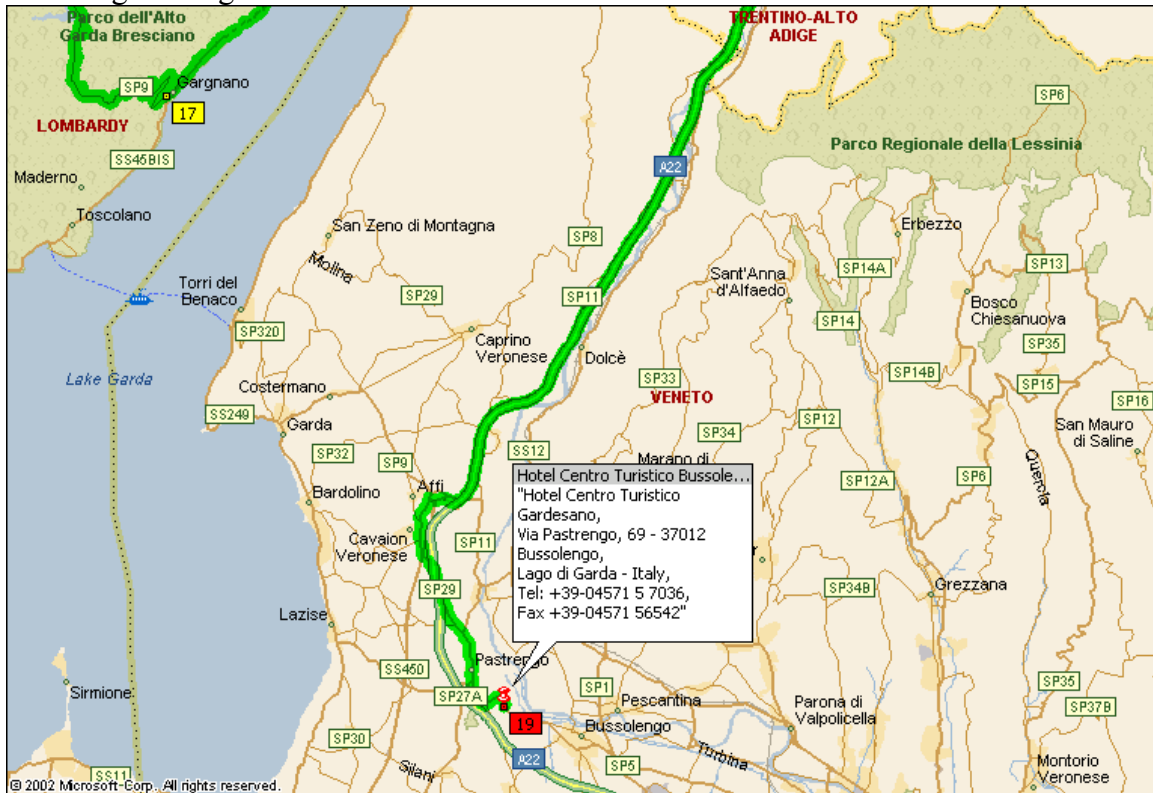 Parco dell'Alto
Garda Bresciano
TRENTINO-ALTO
ADIGE
SP9
Gargnano
17
LOMBARDY
SS45BIS
Maderno
Toscolano
SP6
A22
Parco Regionale della Lessinia
San Zeno di Montagna
Molina
SP8
Erbezzo
SP13
SP14A
Sant'Anna
d'Alfaedo
Torri del
Benaco
SP29
SP11
Bosco
Chiesanuova
SP14
SP320
Caprino
Veronese
Dolcè
SP35
Lake Garda
SP33
SP14B
SP15
Costermano
VENETO
SP16
SS249
Garda
SP12
San Mauro
di Saline
SP34
SP32
SS12
SP9
Marano di
Querola
SP6
SP12A
Affi
Bardolino
Hotel Centro Turistico Bussole...
"Hotel Centro Turistico
Gardesano,
Via Pastrengo, 69 - 37012
Bussolengo,
Lago di Garda - Italy,
Tel: +39-04571 5 7036,
Fax +39-04571 56542"
Cavaion
Veronese
SP11
r
SP29
SP34B
Grezzana
Lazise
Pastrengo
SS450
SP27A
SP1
Pescantina
SP35
Sirmione
19
Parona di
Valpolicella
SP37B
Bussolengo
SP30
A22
Turbina
Silani
SP5
Montorio
Veronese
SS11
© 2002 Microsoft Corp. All rights reserved.